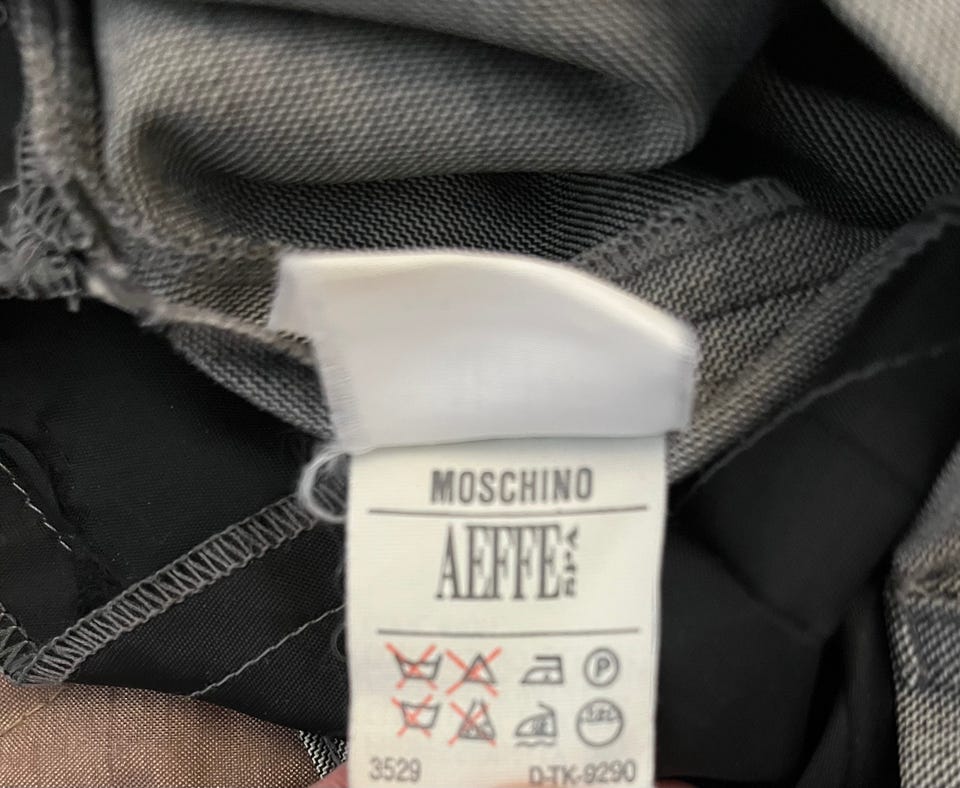 MOSCHINO
AEFFE
P
3529 D-TK-9290